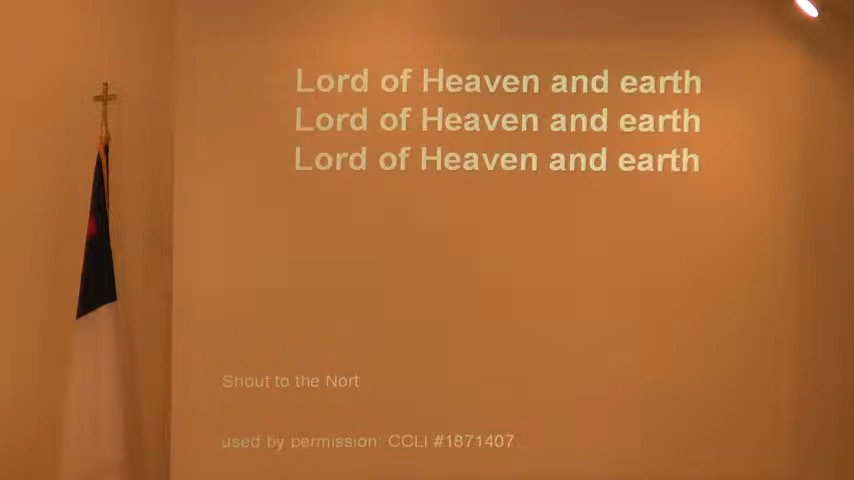 Lord of Heaven and earth
Lord of Heaven and earth
Lord of Heaven and earth
Shout to the Nort
used by permission: CCLI #1871407